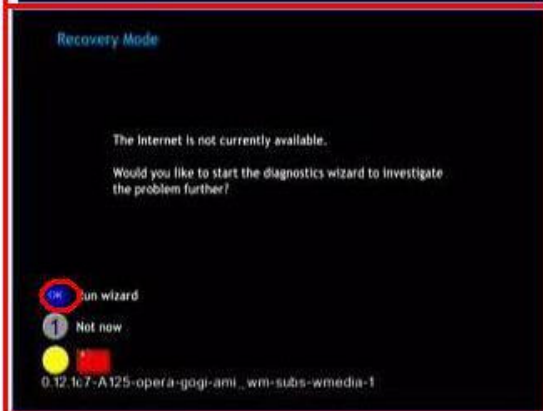 Recovery Mode
The Internet is not currently available.
Would you like to start the diagnostics wizard to investigate
the problem further?
OK Run wizard
1 Not now
0.12.1c7-A125-opera-gogi-ami_wm-subs-wmedia-1